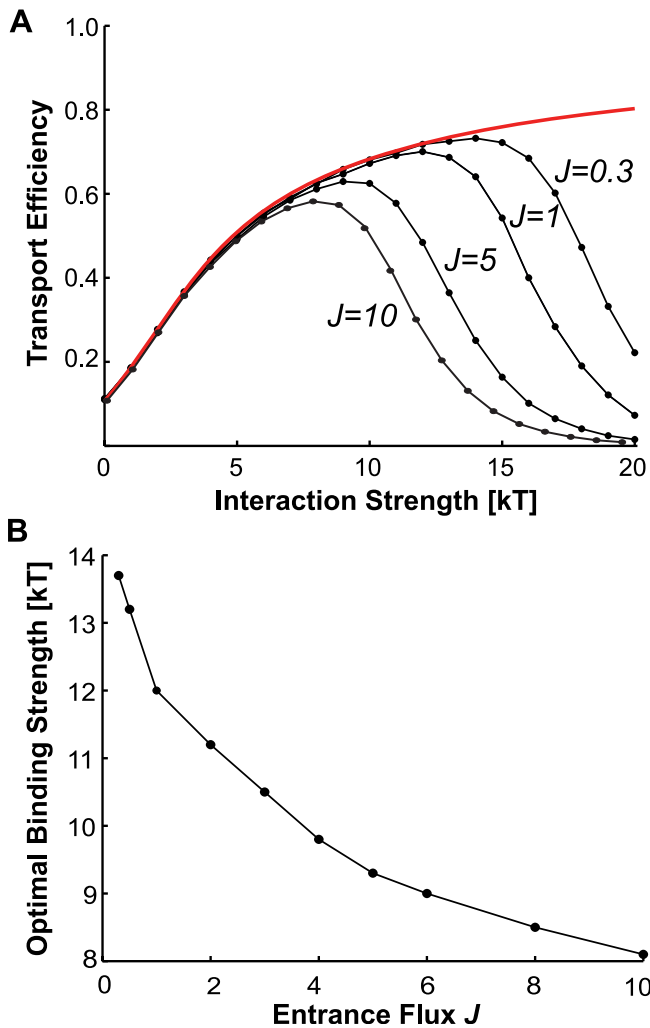 A
1.0
0.8
0.6
0.4
0.2
Transport Efficiency
J=0.3
J=1
J=5
J=10
0 5 10 15 20
Interaction Strength [kT]
B
14
13
12
11
10
9
8
Optimal Binding Strength [kT]
2 4 6 8 10
Entrance Flux J